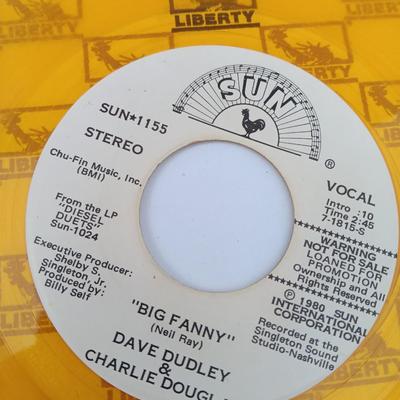 LIBERTY
LIBERTY
LIBERTY
SUN
®
SUN★1155
STEREO
Chu-Fin Music, Inc.
(BMI)
From the LP
"DIESEL
DUETS"
Sun-1024
Executive Producer:
Shelby S.
Singleton Jr.
Produced by:
Billy Self
VOCAL
Intro :10
Time 2:45
7-1815-S
WARNING
NOT FOR SALE
LOANED FOR
PROMOTION
Ownership and All
Rights Reserved
℗ 1980 SUN
INTERNATIONAL
CORPORATION
Recorded at the
Singleton Sound
Studio-Nashville
"BIG FANNY"
(Neil Ray)
DAVE DUDLEY
&
CHARLIE DOUGLA